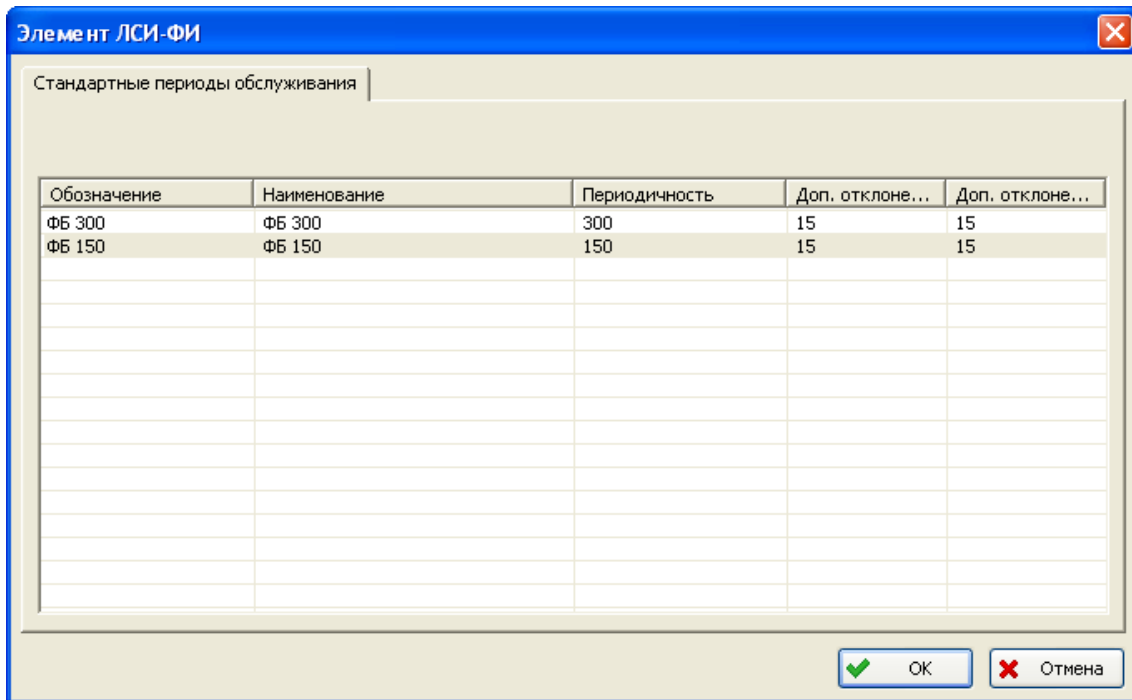 Элемент ЛСИ-ФИ
Стандартные периоды обслуживания
Обозначение Наименование Периодичность Доп. отклоне... Доп. отклоне...
ФБ 300 ФБ 300 300 15 15
ФБ 150 ФБ 150 150 15 15
ОК Отмена